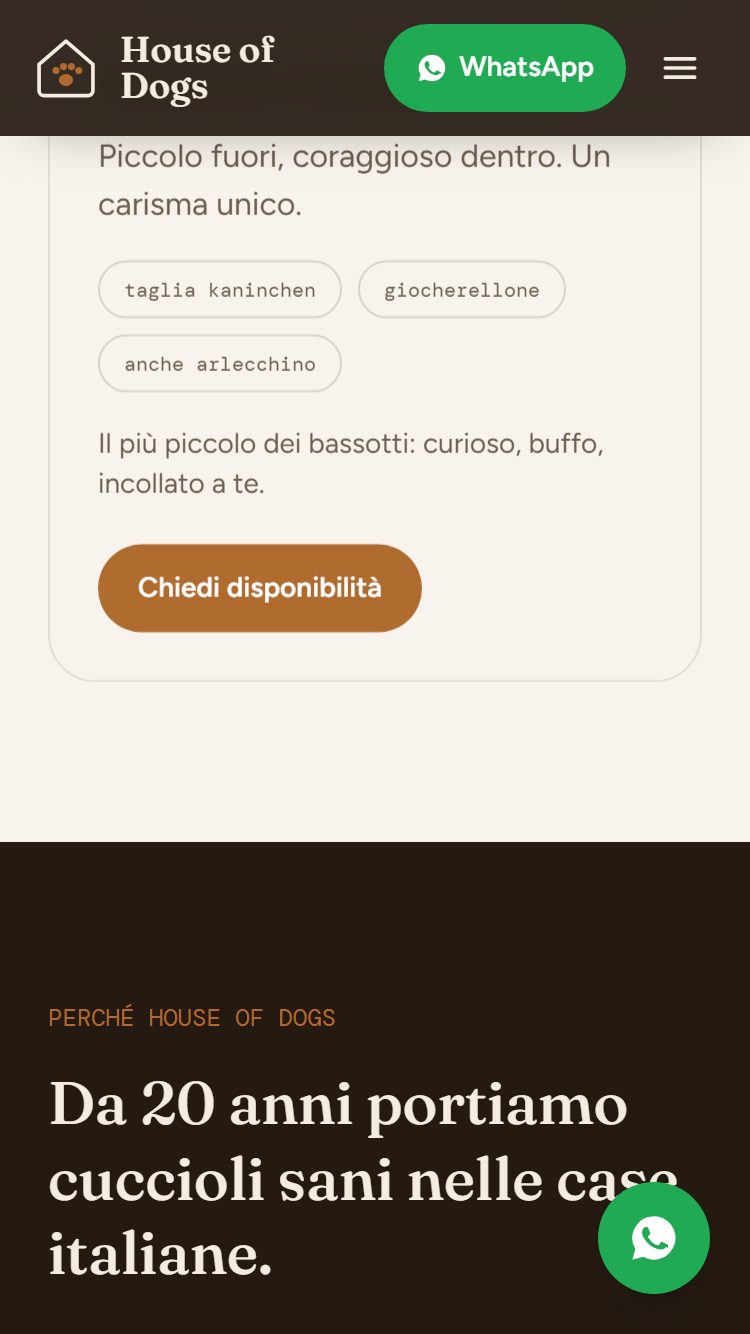 House of
Dogs
WhatsApp
Piccolo fuori, coraggioso dentro. Un
carisma unico.
taglia kaninchen
giocherellone
anche arlecchino
Il più piccolo dei bassotti: curioso, buffo,
incollato a te.
Chiedi disponibilità
PERCHÉ HOUSE OF DOGS
Da 20 anni portiamo
cuccioli sani nelle case
italiane.